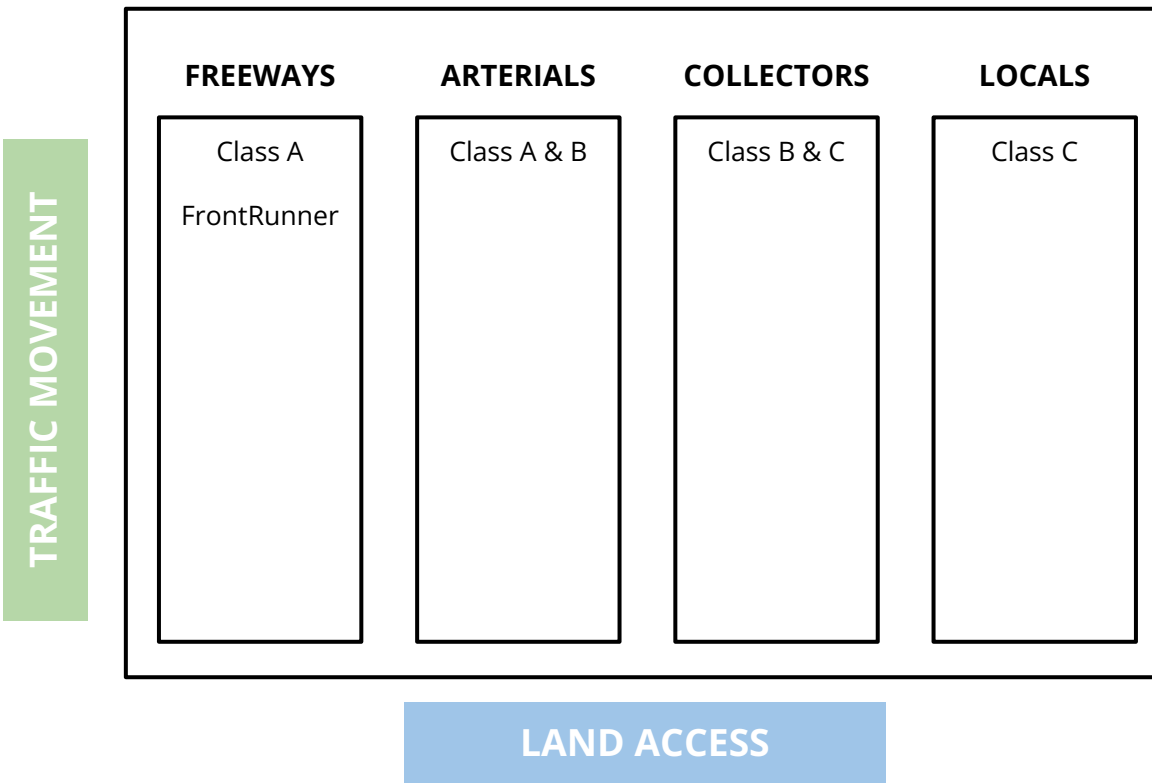 FREEWAYS ARTERIALS COLLECTORS LOCALS
Class A Class A & B Class B & C Class C
FrontRunner
TRAFFIC MOVEMENT
LAND ACCESS